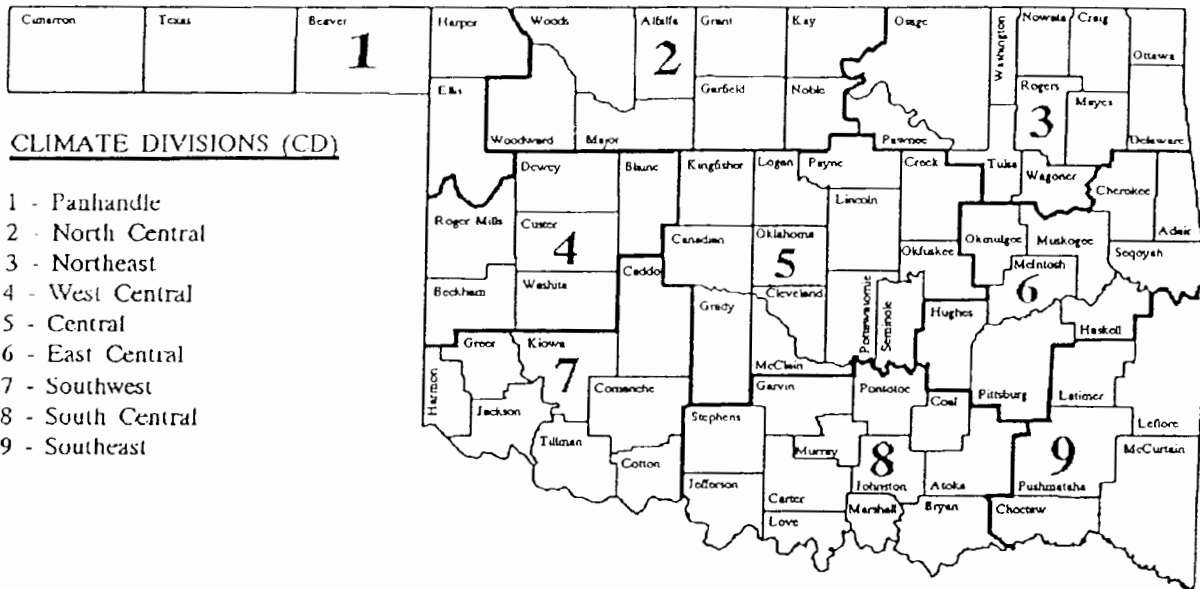 Cimarron Texas Beaver Harper Woods Alfalfa Grant Kay Osage Washington Nowata Craig Ottawa
1 2
Ellis Woodward Major Garfield Noble Pawnee Rogers Mayes Delaware
3
CLIMATE DIVISIONS (CD)
1 - Panhandle
2 - North Central
3 - Northeast
4 - West Central
5 - Central
6 - East Central
7 - Southwest
8 - South Central
9 - Southeast
Dewey Blaine Kingfisher Logan Payne Creek Tulsa Wagoner Cherokee
Lincoln
Roger Mills Custer Canadian Oklahoma Okfuskee Okmulgee Muskogee Adair
4 5 6
Beckham Washita Caddo Grady Cleveland Pottawatomie Seminole Hughes McIntosh Seqoyah
Haskell
McClain
Greer Kiowa Garvin Pontotoc Pittsburg Latimer
7
Harmon Jackson Comanche Stephens Coal Leflore
Tillman Cotton Murray McCurtain
8 9
Jefferson Carter Johnston Atoka Pushmataha
Love Marshall Bryan Choctaw